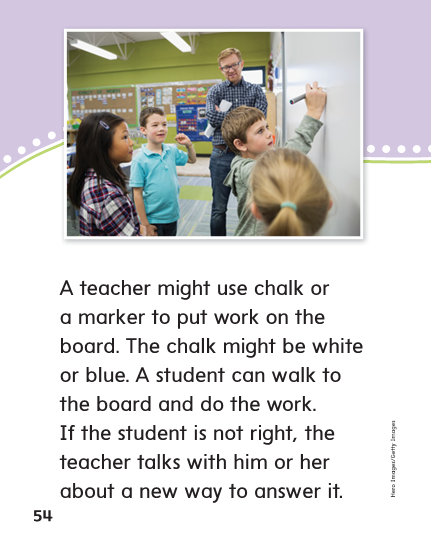 A teacher might use chalk or
a marker to put work on the
board. The chalk might be white
or blue. A student can walk to
the board and do the work.
If the student is not right, the
teacher talks with him or her
about a new way to answer it.
Hero Images/Getty Images
54